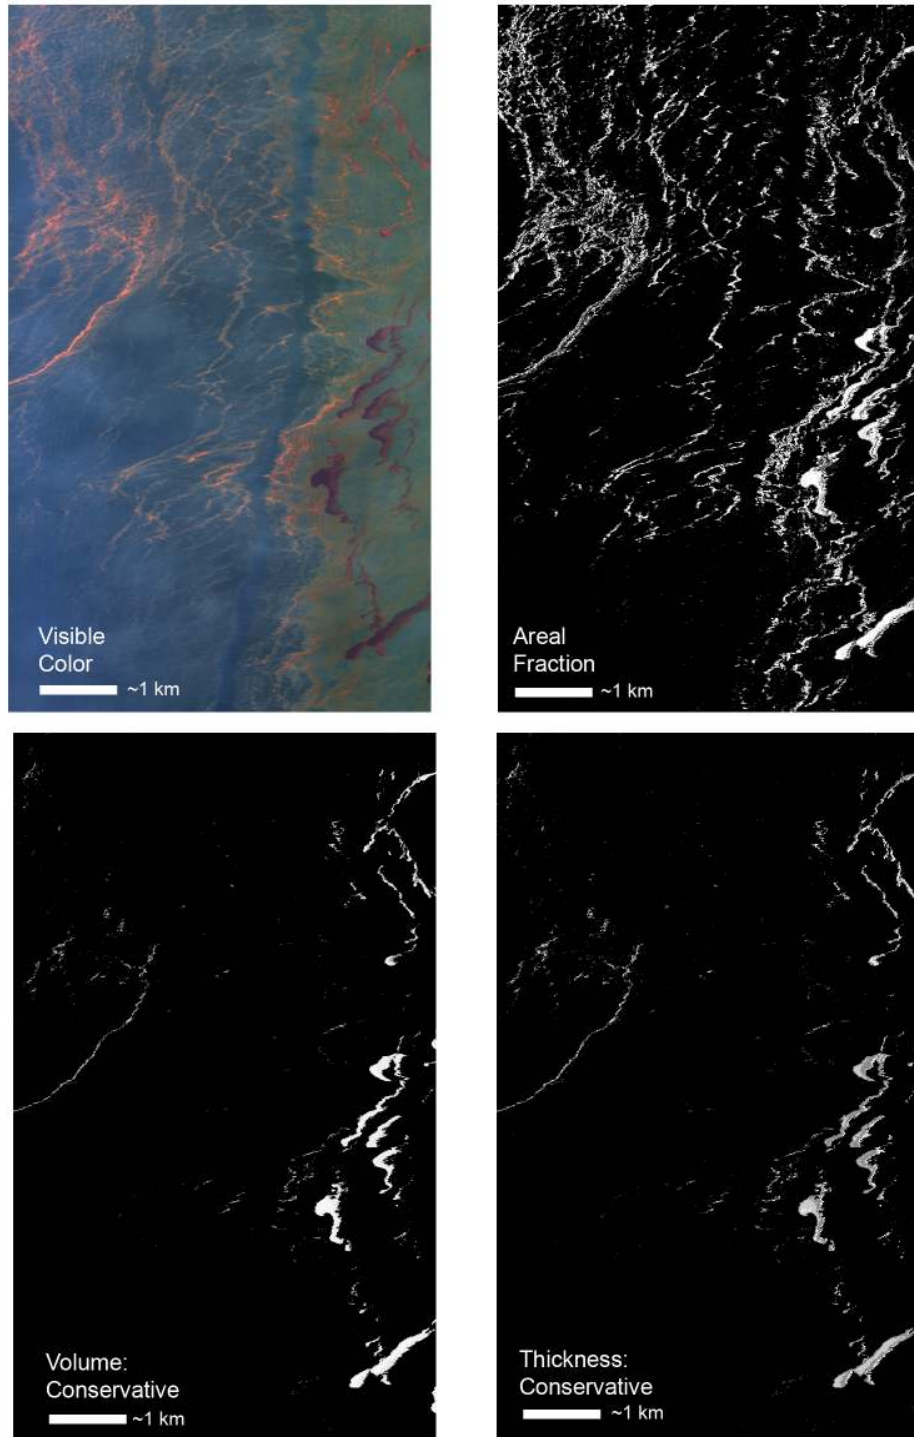 Visible
Color
~1 km
Areal
Fraction
~1 km
Volume:
Conservative
~1 km
Thickness:
Conservative
~1 km